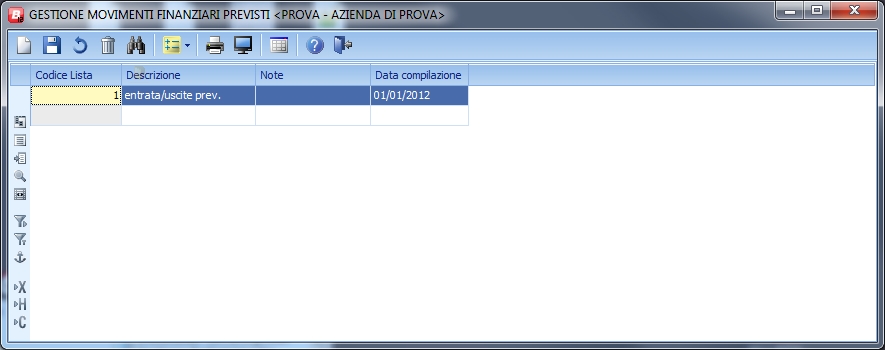 GESTIONE MOVIMENTI FINANZIARI PREVISTI <PROVA - AZIENDA DI PROVA>
Codice Lista Descrizione Note Data compilazione
1 entrata/uscite prev. 01/01/2012
X
H
C